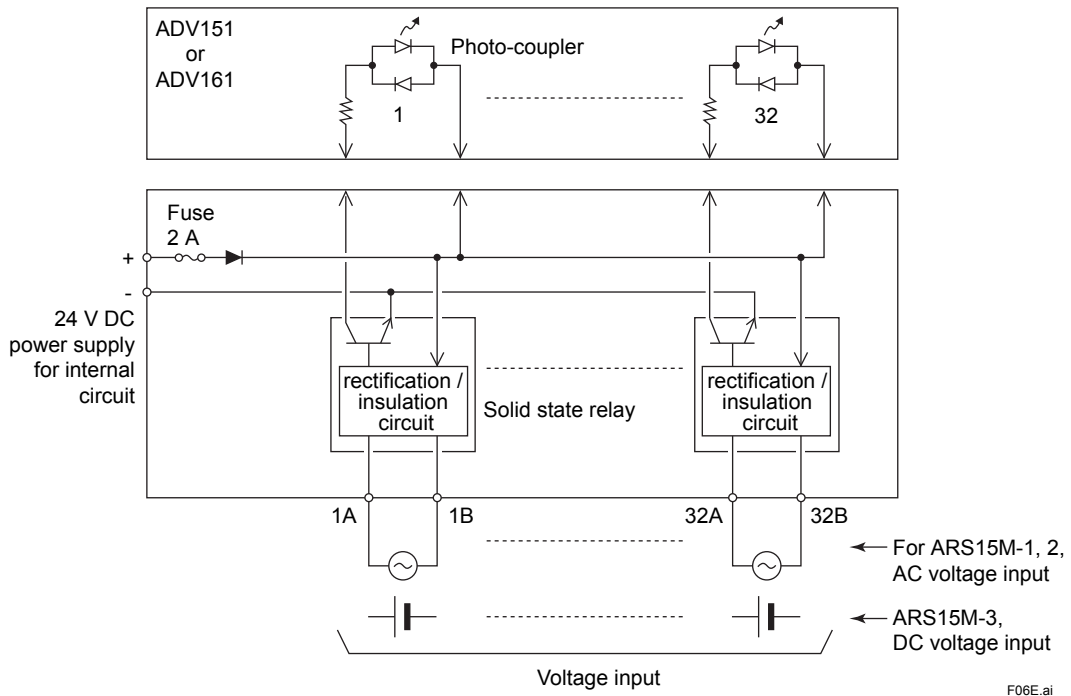 ADV151
or
ADV161
Photo-coupler
1
32
Fuse
2 A
+
-
24 V DC
power supply
for internal
circuit
rectification /
insulation
circuit
Solid state relay
rectification /
insulation
circuit
1A
1B
32A
32B
For ARS15M-1, 2,
AC voltage input
ARS15M-3,
DC voltage input
Voltage input
F06E.ai